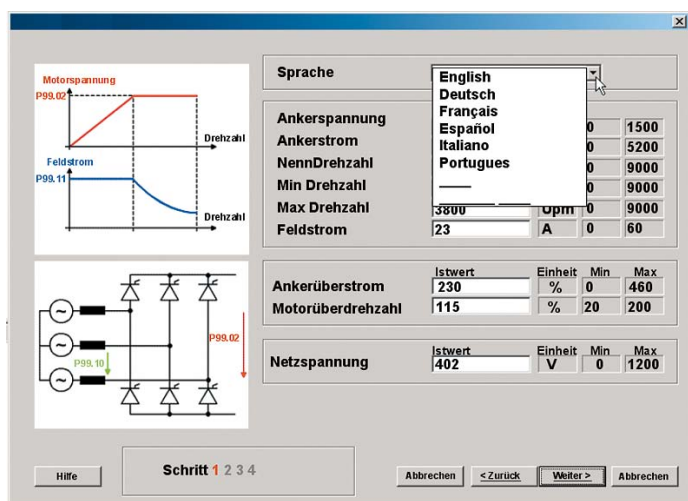 Motorspannung
P99.02
Drehzahl
Feldstrom
P99.11
Drehzahl
P99.02
P99.10
Sprache
English
Deutsch
Français
Español
Italiano
Portugues
Ankerspannung 0 1500
Ankerstrom 0 5200
NennDrehzahl 0 9000
Min Drehzahl 0 9000
Max Drehzahl 3800 Upm 0 9000
Feldstrom 23 A 0 60
Istwert Einheit Min Max
Ankerüberstrom 230 % 0 460
Motorüberdrehzahl 115 % 20 200
Istwert Einheit Min Max
Netzspannung 402 V 0 1200
Hilfe
Schritt 1 2 3 4
Abbrechen <Zurück Weiter > Abbrechen